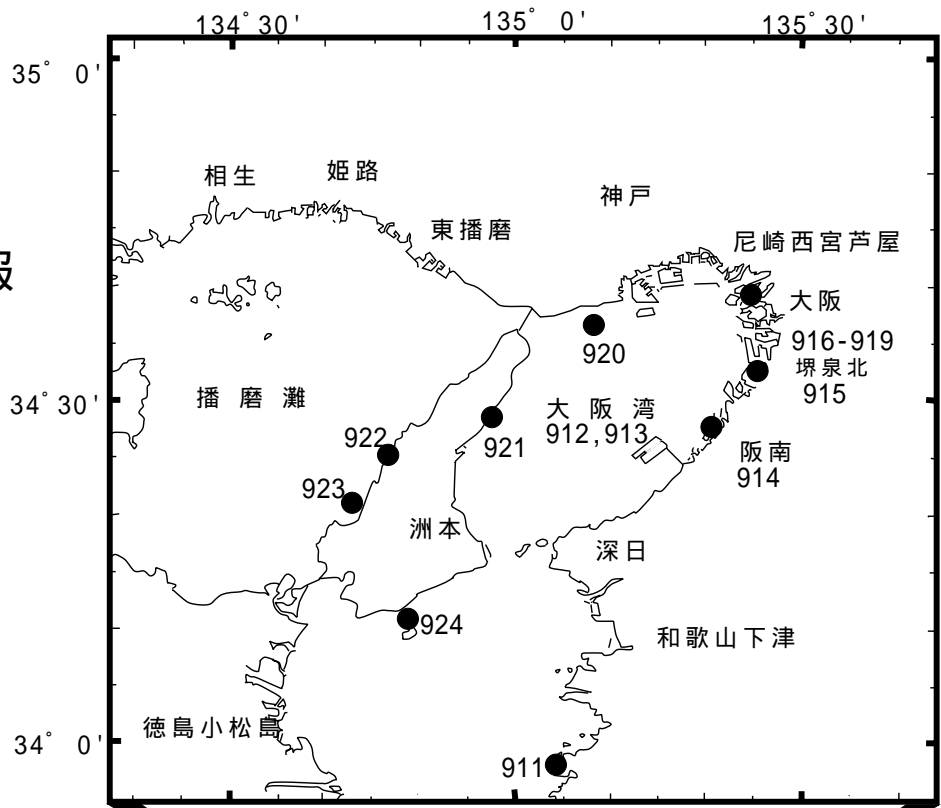 134° 30'
135° 0'
135° 30'
35° 0'
相生
姫路
神戸
東播磨
尼崎西宮芦屋
報
大阪
916-919
920
堺泉北
915
34° 30'
播磨灘
大阪湾
912,913
922
921
阪南
914
923
洲本
深日
924
和歌山下津
徳島小松島
34° 0'
911